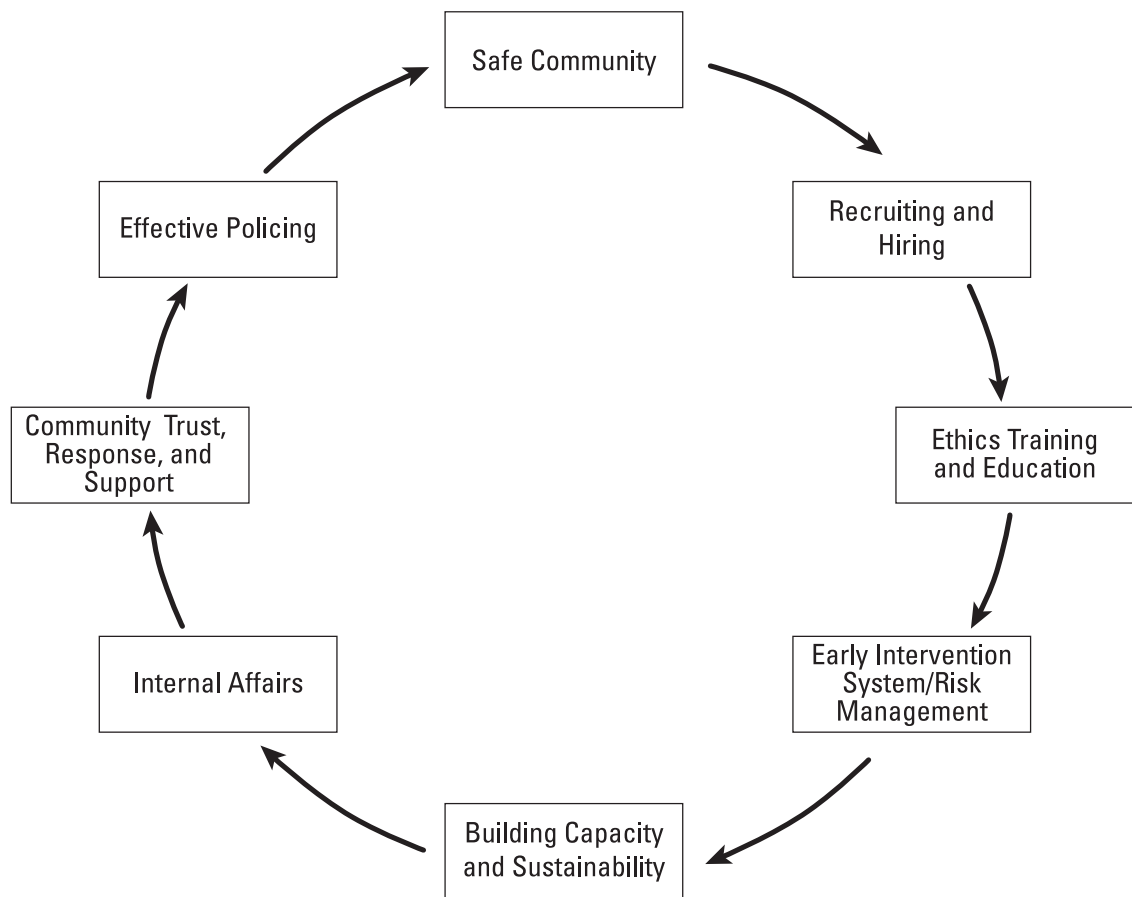 Safe Community
Recruiting and
Hiring
Ethics Training
and Education
Early Intervention
System/Risk
Management
Building Capacity
and Sustainability
Internal Affairs
Community Trust,
Response, and
Support
Effective Policing